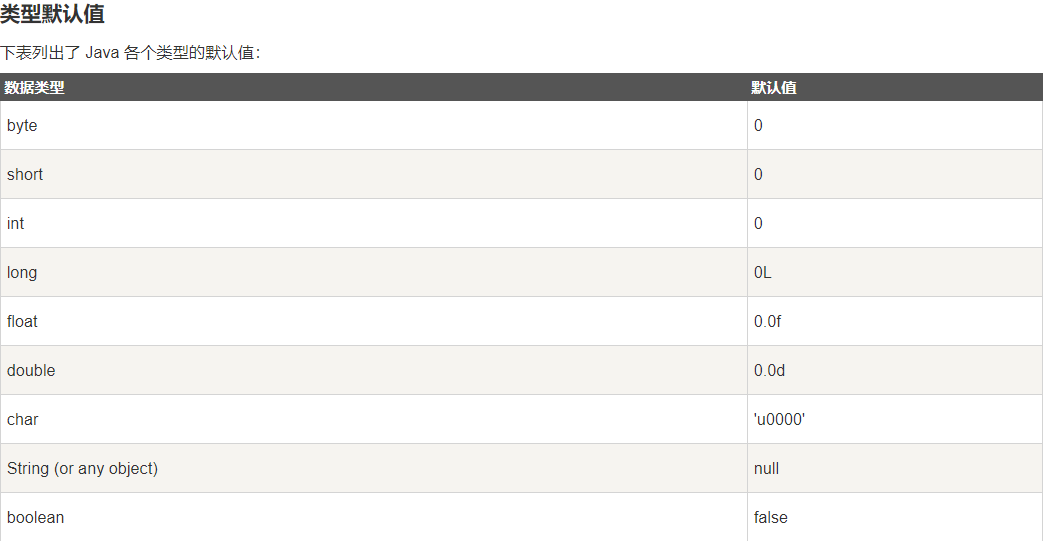 类型默认值
下表列出了 Java 各个类型的默认值：
数据类型 默认值
byte 0
short 0
int 0
long 0L
float 0.0f
double 0.0d
char 'u0000'
String (or any object) null
boolean false